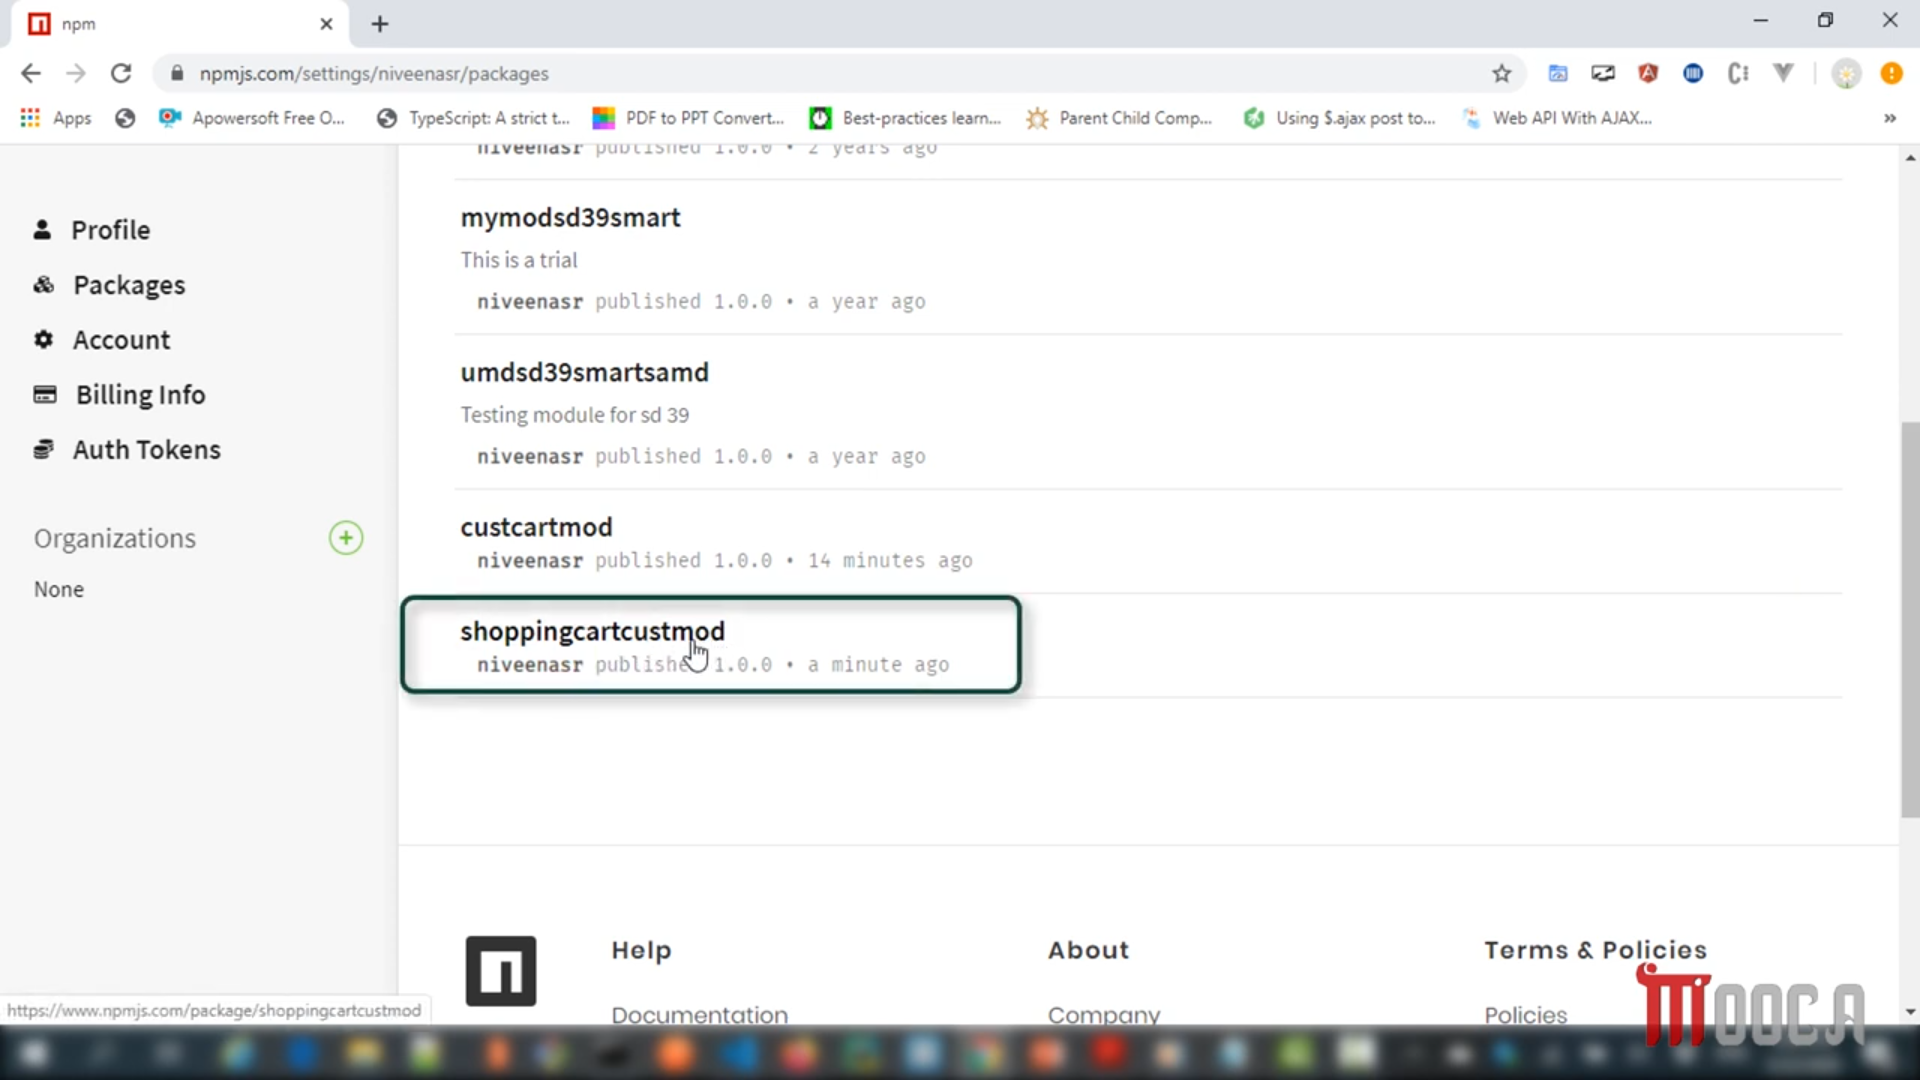 npm
npmjs.com/settings/niveenasr/packages
Apps
Apowersoft Free O...
TypeScript: A strict t...
PDF to PPT Convert...
Best-practices learn...
Parent Child Comp...
Using $.ajax post to...
Web API With AJAX...
»
niveenasr published 1.0.0 • 2 years ago
Profile
Packages
Account
Billing Info
Auth Tokens
Organizations
None
mymodsd39smart
This is a trial
niveenasr published 1.0.0 • a year ago
umdsd39smartsamd
Testing module for sd 39
niveenasr published 1.0.0 • a year ago
custcartmod
niveenasr published 1.0.0 • 14 minutes ago
shoppingcartcustmod
niveenasr published 1.0.0 • a minute ago
Help
Documentation
About
Company
Terms & Policies
Policies
https://www.npmjs.com/package/shoppingcartcustmod
MOOCA